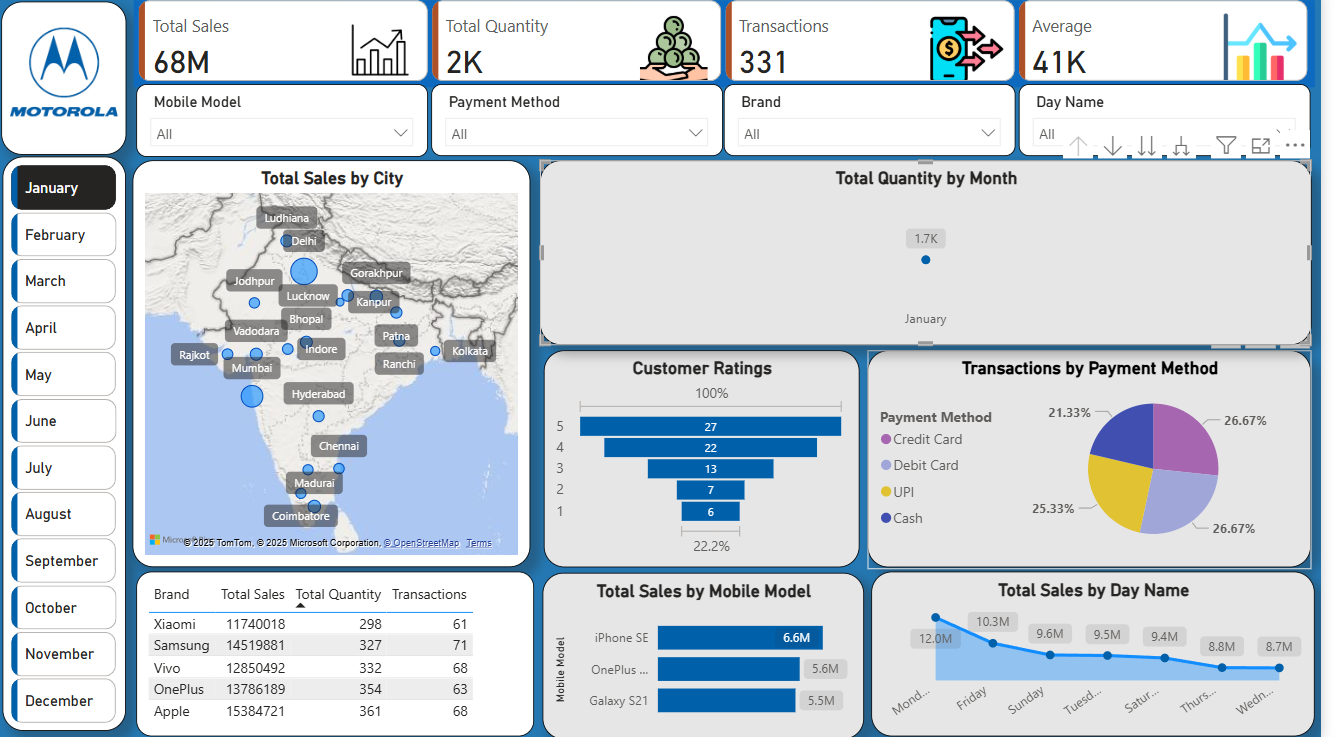 MOTOROLA
Total Sales
68M
Total Quantity
2K
Transactions
331
Average
41K
Mobile Model
All
Payment Method
All
Brand
All
Day Name
All
January
February
March
April
May
June
July
August
September
October
November
December
Total Sales by City
Ludhiana
Delhi
Jodhpur
Gorakhpur
Lucknow
Kanpur
Bhopal
Vadodara
Patna
Rajkot
Indore
Kolkata
Mumbai
Ranchi
Hyderabad
Chennai
Madurai
Coimbatore
© 2025 TomTom, © 2025 Microsoft Corporation, © OpenStreetMap Terms
Total Quantity by Month
1.7K
January
Customer Ratings
100%
5 27
4 22
3 13
2 7
1 6
22.2%
Transactions by Payment Method
Payment Method
Credit Card
Debit Card
UPI
Cash
21.33%
26.67%
25.33%
26.67%
Brand Total Sales Total Quantity Transactions
Xiaomi 11740018 298 61
Samsung 14519881 327 71
Vivo 12850492 332 68
OnePlus 13786189 354 63
Apple 15384721 361 68
Total Sales by Mobile Model
Mobile Model
iPhone SE 6.6M
OnePlus ... 5.6M
Galaxy S21 5.5M
Total Sales by Day Name
12.0M
10.3M
9.6M
9.5M
9.4M
8.8M
8.7M
Mond...
Friday
Sunday
Tuesd...
Satur...
Thurs...
Wedn...